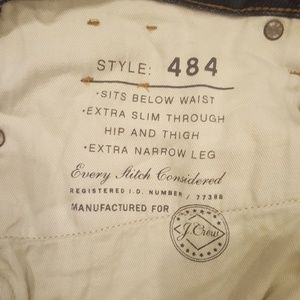 STYLE: 484
•SITS BELOW WAIST
•EXTRA SLIM THROUGH
HIP AND THIGH
•EXTRA NARROW LEG
Every Stitch Considered
REGISTERED I.D. NUMBER / 77388
MANUFACTURED FOR
J.Crew